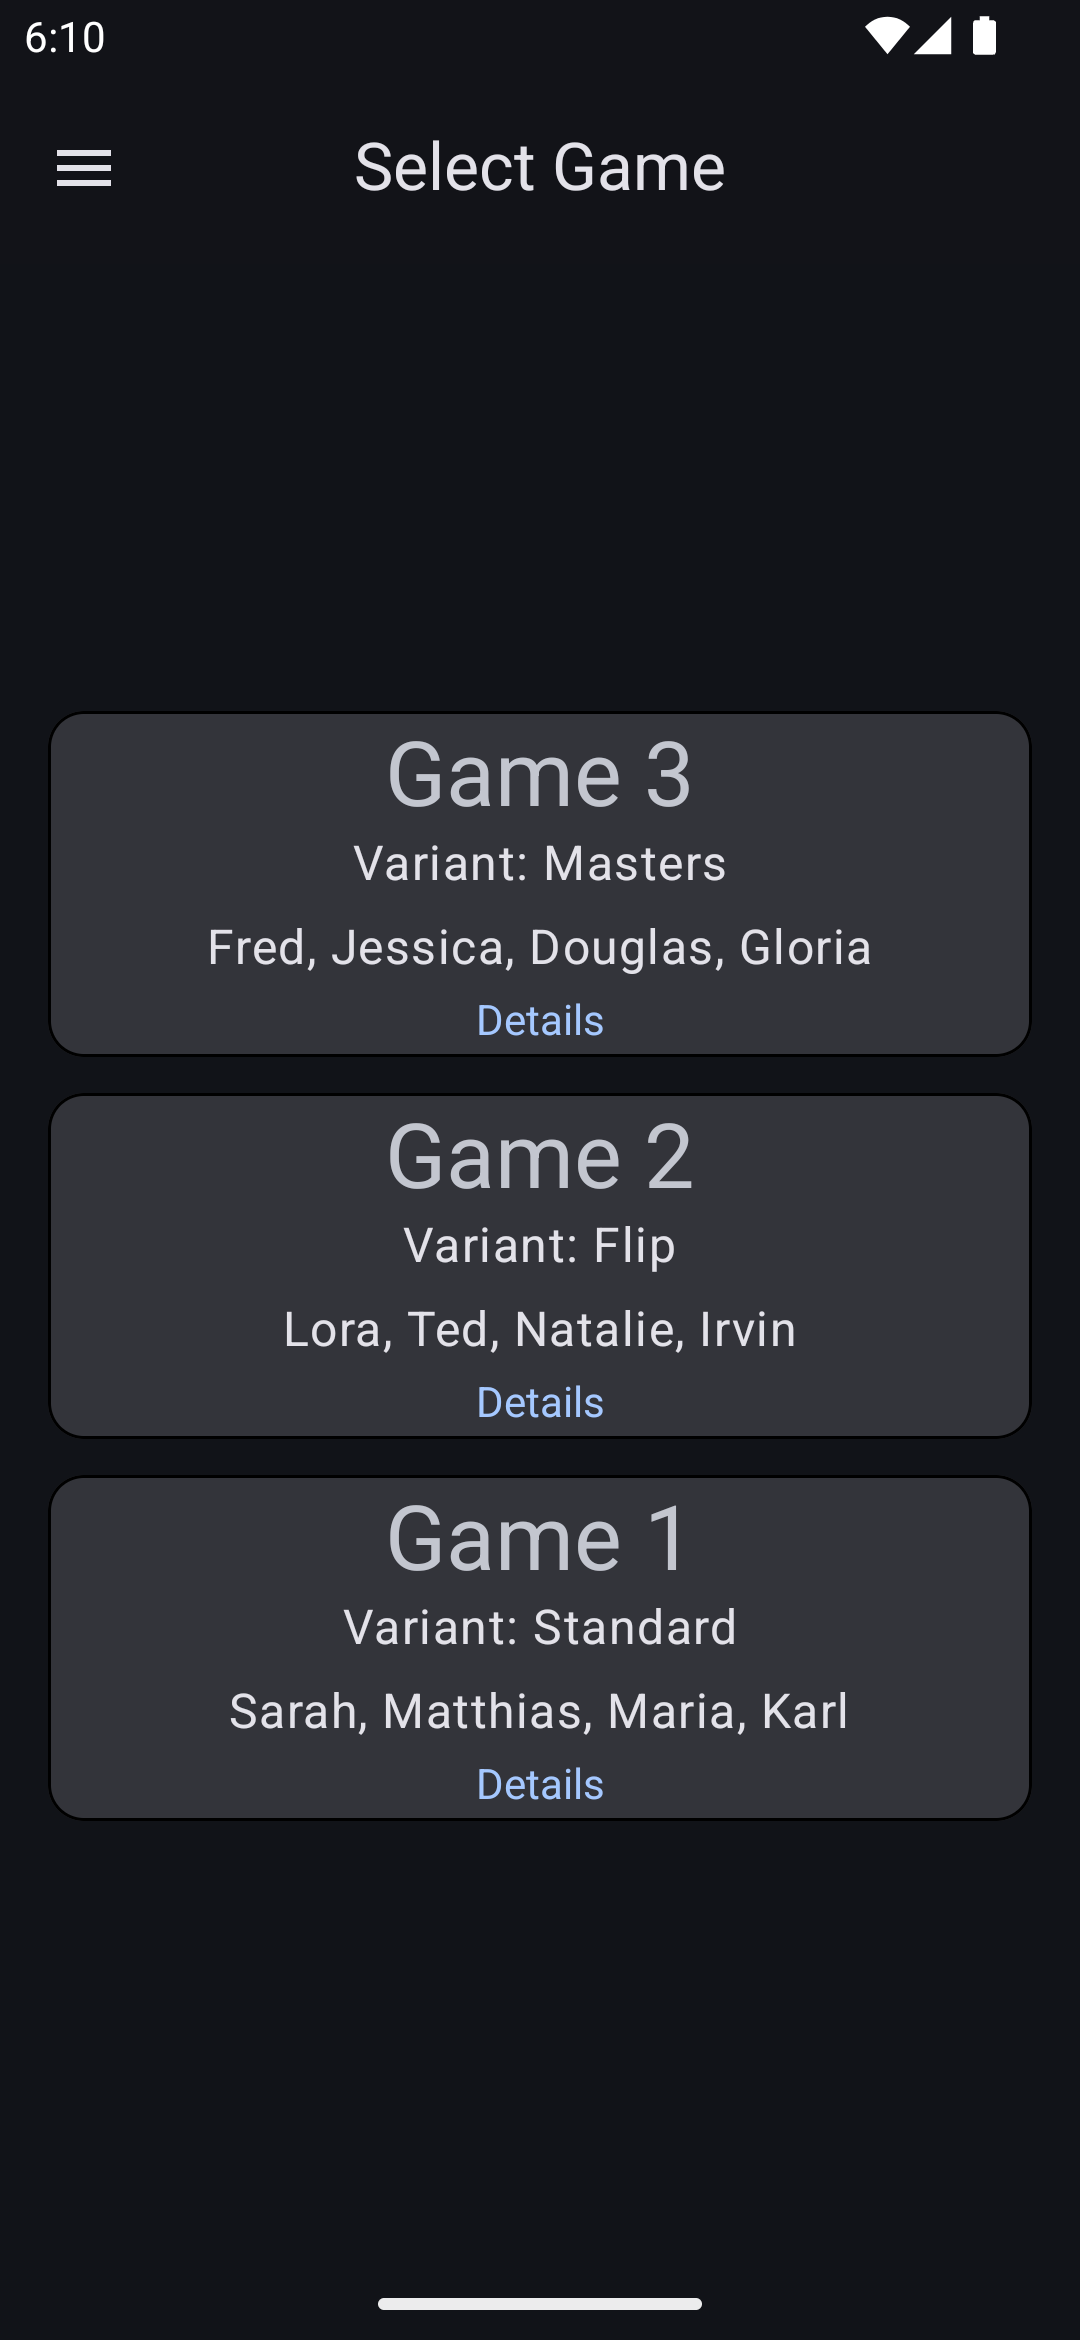 6:10
Select Game
Game 3
Variant: Masters
Fred, Jessica, Douglas, Gloria
Details
Game 2
Variant: Flip
Lora, Ted, Natalie, Irvin
Details
Game 1
Variant: Standard
Sarah, Matthias, Maria, Karl
Details